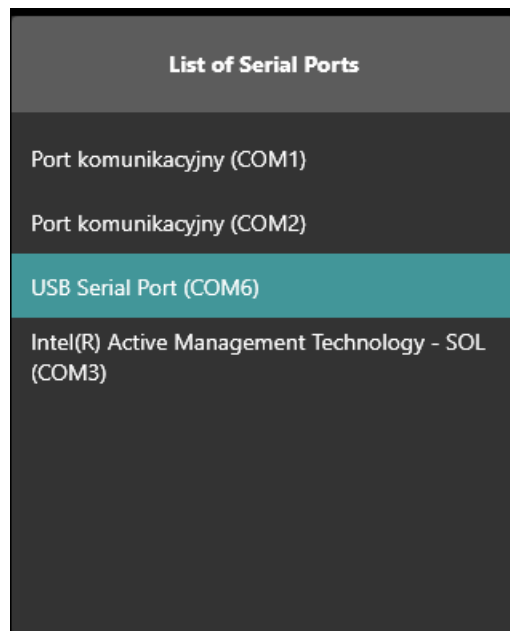 List of Serial Ports
Port komunikacyjny (COM1)
Port komunikacyjny (COM2)
USB Serial Port (COM6)
Intel(R) Active Management Technology - SOL
(COM3)